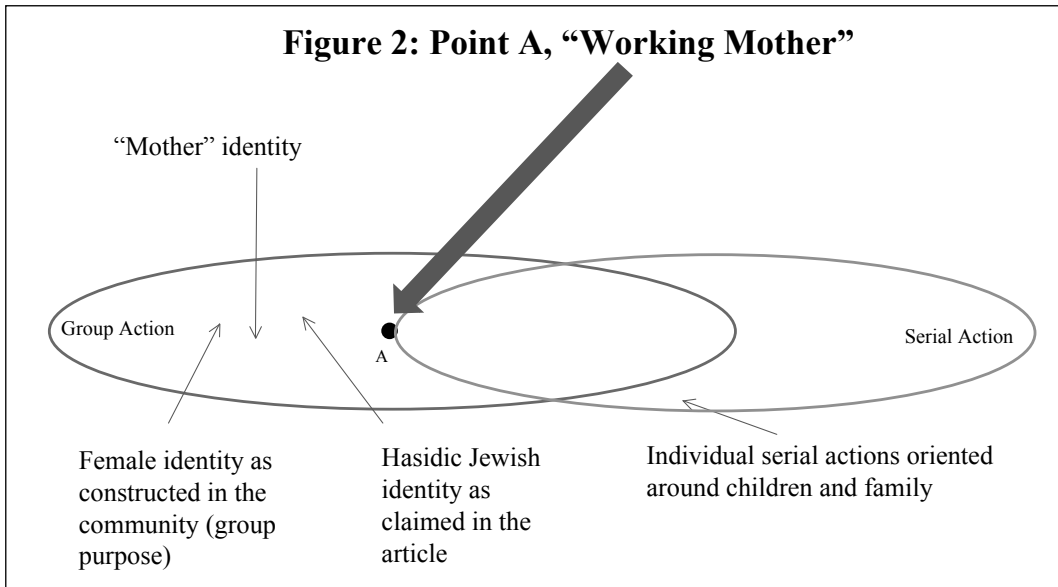 Figure 2: Point A, “Working Mother”
“Mother” identity
Group Action
A
Serial Action
Female identity as
constructed in the
community (group
purpose)
Hasidic Jewish
identity as
claimed in the
article
Individual serial actions oriented
around children and family